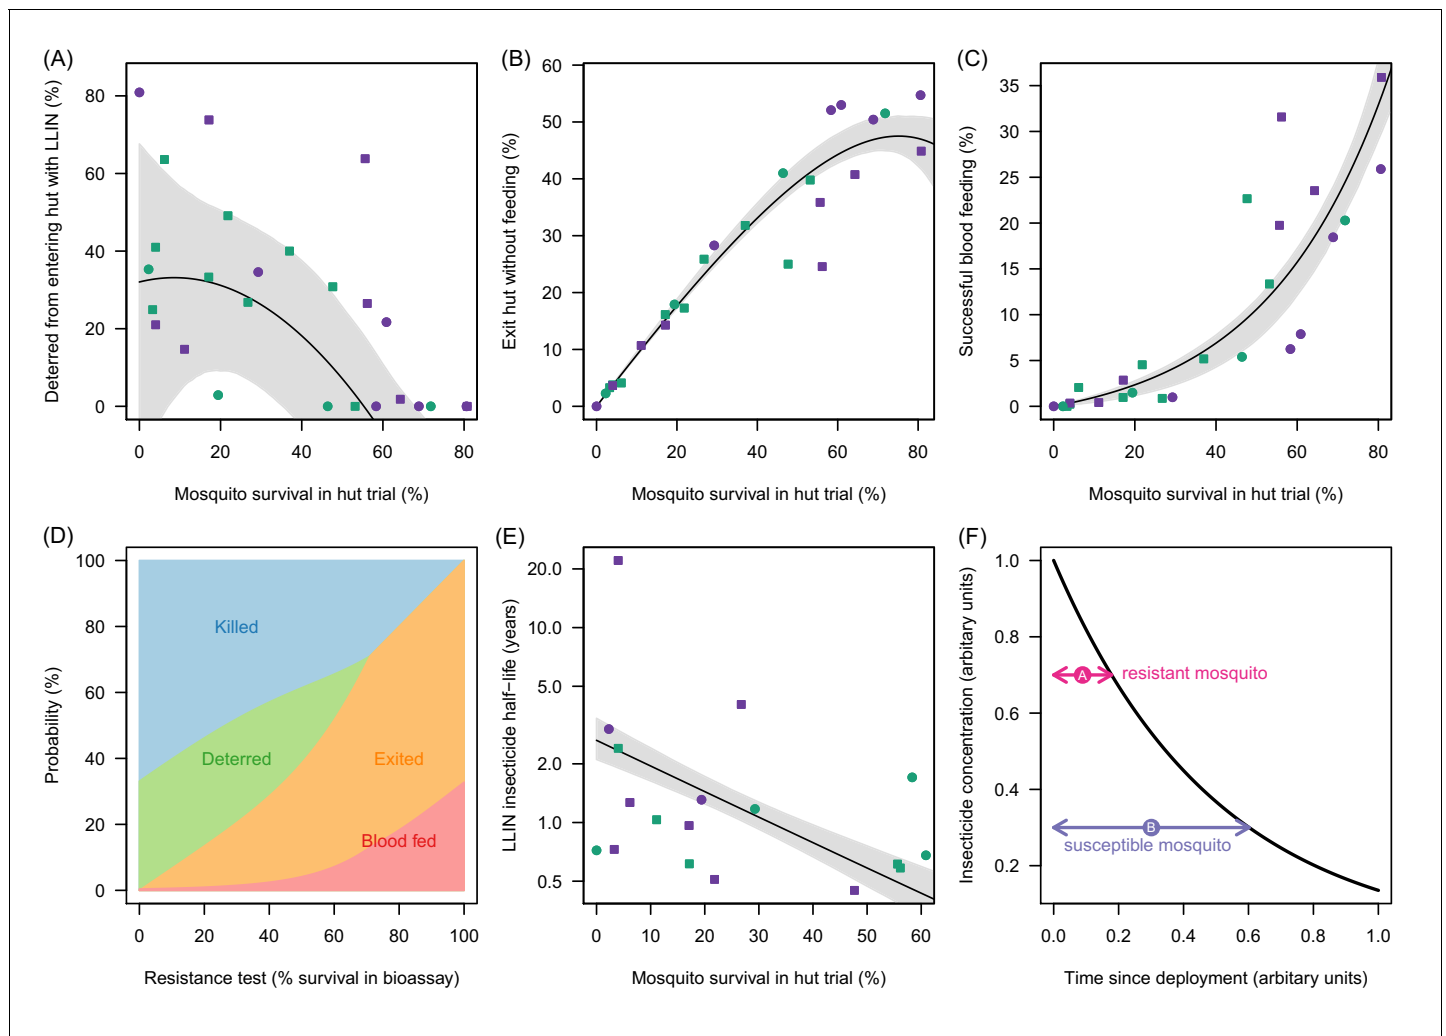 (A)
Deterred from entering hut with LLIN (%)
80
60
40
20
0
0 20 40 60 80
Mosquito survival in hut trial (%)
(B)
Exit hut without feeding (%)
60
50
40
30
20
10
0
0 20 40 60 80
Mosquito survival in hut trial (%)
(C)
Successful blood feeding (%)
35
30
25
20
15
10
5
0
0 20 40 60 80
Mosquito survival in hut trial (%)
(D)
Probability (%)
100
80
60
40
20
0
Killed
Deterred
Exited
Blood fed
0 20 40 60 80 100
Resistance test (% survival in bioassay)
(E)
LLIN insecticide half−life (years)
20.0
10.0
5.0
2.0
1.0
0.5
0 10 20 30 40 50 60
Mosquito survival in hut trial (%)
(F)
Insecticide concentration (arbitary units)
1.0
0.8
0.6
0.4
0.2
A
resistant mosquito
B
susceptible mosquito
0.0 0.2 0.4 0.6 0.8 1.0
Time since deployment (arbitary units)